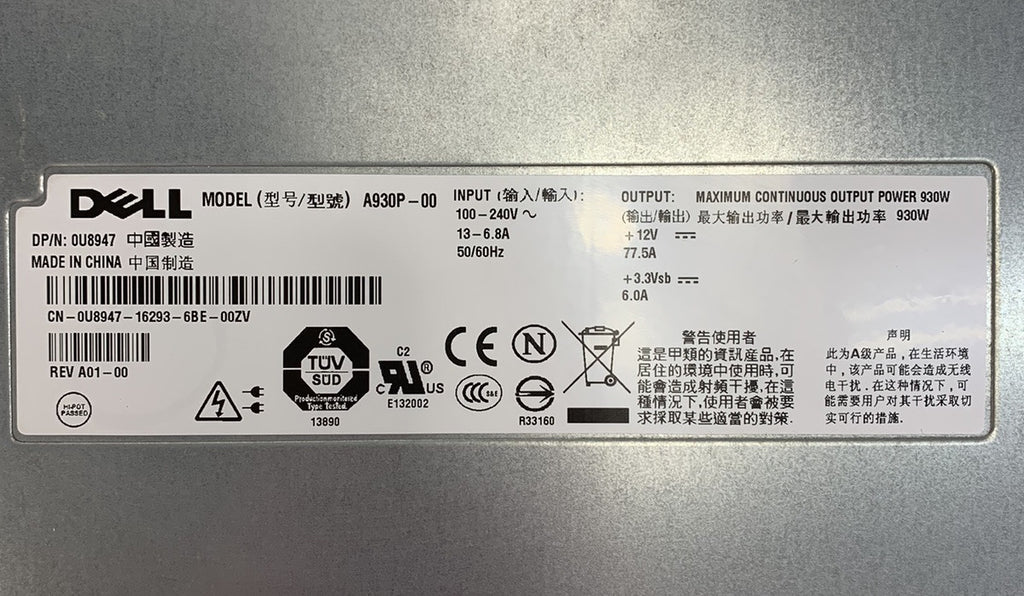 DELL MODEL (型号/型號) A930P-00
DP/N: 0U8947 中國製造
MADE IN CHINA 中国制造
CN-0U8947-16293-6BE-00ZV
REV A01-00
INPUT (输入/輸入):
100-240V ~
13-6.8A
50/60Hz
OUTPUT: MAXIMUM CONTINUOUS OUTPUT POWER 930W
(输出/輸出) 最大输出功率/最大輸出功率 930W
+12V
77.5A
+3.3Vsb
6.0A
HI-POT
PASSED
S
TÜV
SÜD
Productionmonitored
Type Tested
13890
C2
C RU US ®
E132002
CE
N
CCC S&E
S
R33160
警告使用者
這是甲類的資訊産品,在
居住的環境中使用時,可
能會造成射頻干擾,在這
種情況下,使用者會被要
求採取某些適當的對策.
声明
此为A级产品,在生活环境
中,该产品可能会造成无线
电干扰.在这种情况下,可
能需要用户对其干扰采取切
实可行的措施.